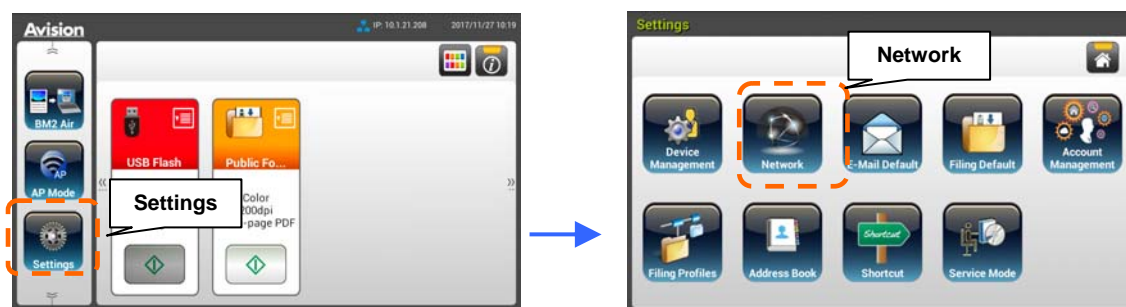 Avision
IP: 10.1.21.208 2017/11/27 10:19
BM2 Air
AP
AP Mode
Settings
USB Flash
Public Fo...
Color
200dpi
-page PDF
Settings
Settings
Network
Device
Management
Network
E-Mail Default
Filing Default
Account
Management
Filing Profiles
Address Book
Shortcut
Shortcut
Service Mode